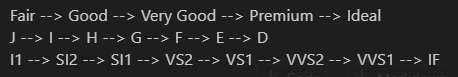 Fair --> Good --> Very Good --> Premium --> Ideal
J --> I --> H --> G --> F --> E --> D
I1 --> SI2 --> SI1 --> VS2 --> VS1 --> VVS2 --> VVS1 --> IF